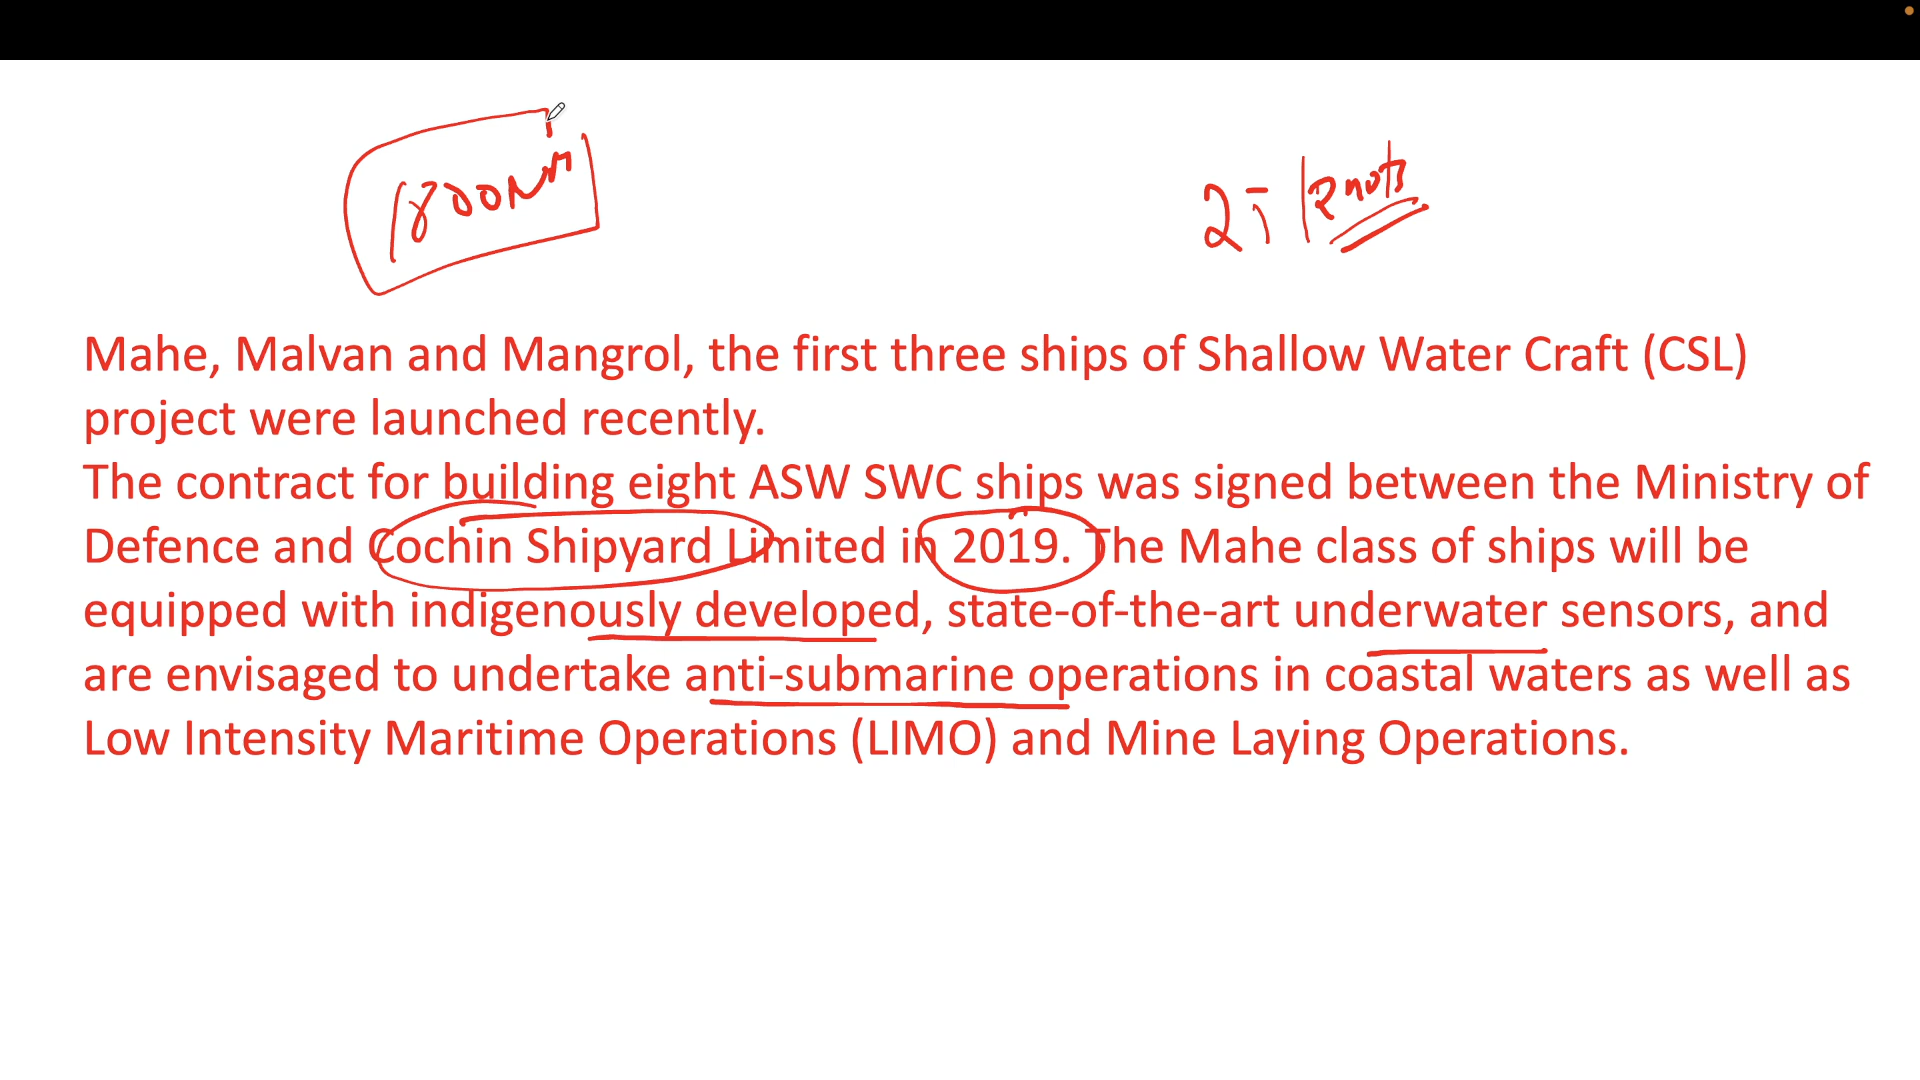 1800NM
25 knots
Mahe, Malvan and Mangrol, the first three ships of Shallow Water Craft (CSL)
project were launched recently.
The contract for building eight ASW SWC ships was signed between the Ministry of
Defence and Cochin Shipyard Limited in 2019. The Mahe class of ships will be
equipped with indigenously developed, state-of-the-art underwater sensors, and
are envisaged to undertake anti-submarine operations in coastal waters as well as
Low Intensity Maritime Operations (LIMO) and Mine Laying Operations.